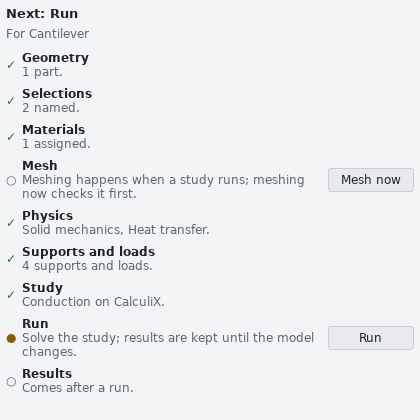 Next: Run
For Cantilever
✓ Geometry
1 part.
✓ Selections
2 named.
✓ Materials
1 assigned.
Mesh
Meshing happens when a study runs; meshing
now checks it first.
Mesh now
✓ Physics
Solid mechanics, Heat transfer.
✓ Supports and loads
4 supports and loads.
✓ Study
Conduction on CalculiX.
Run
Solve the study; results are kept until the model
changes.
Run
Results
Comes after a run.